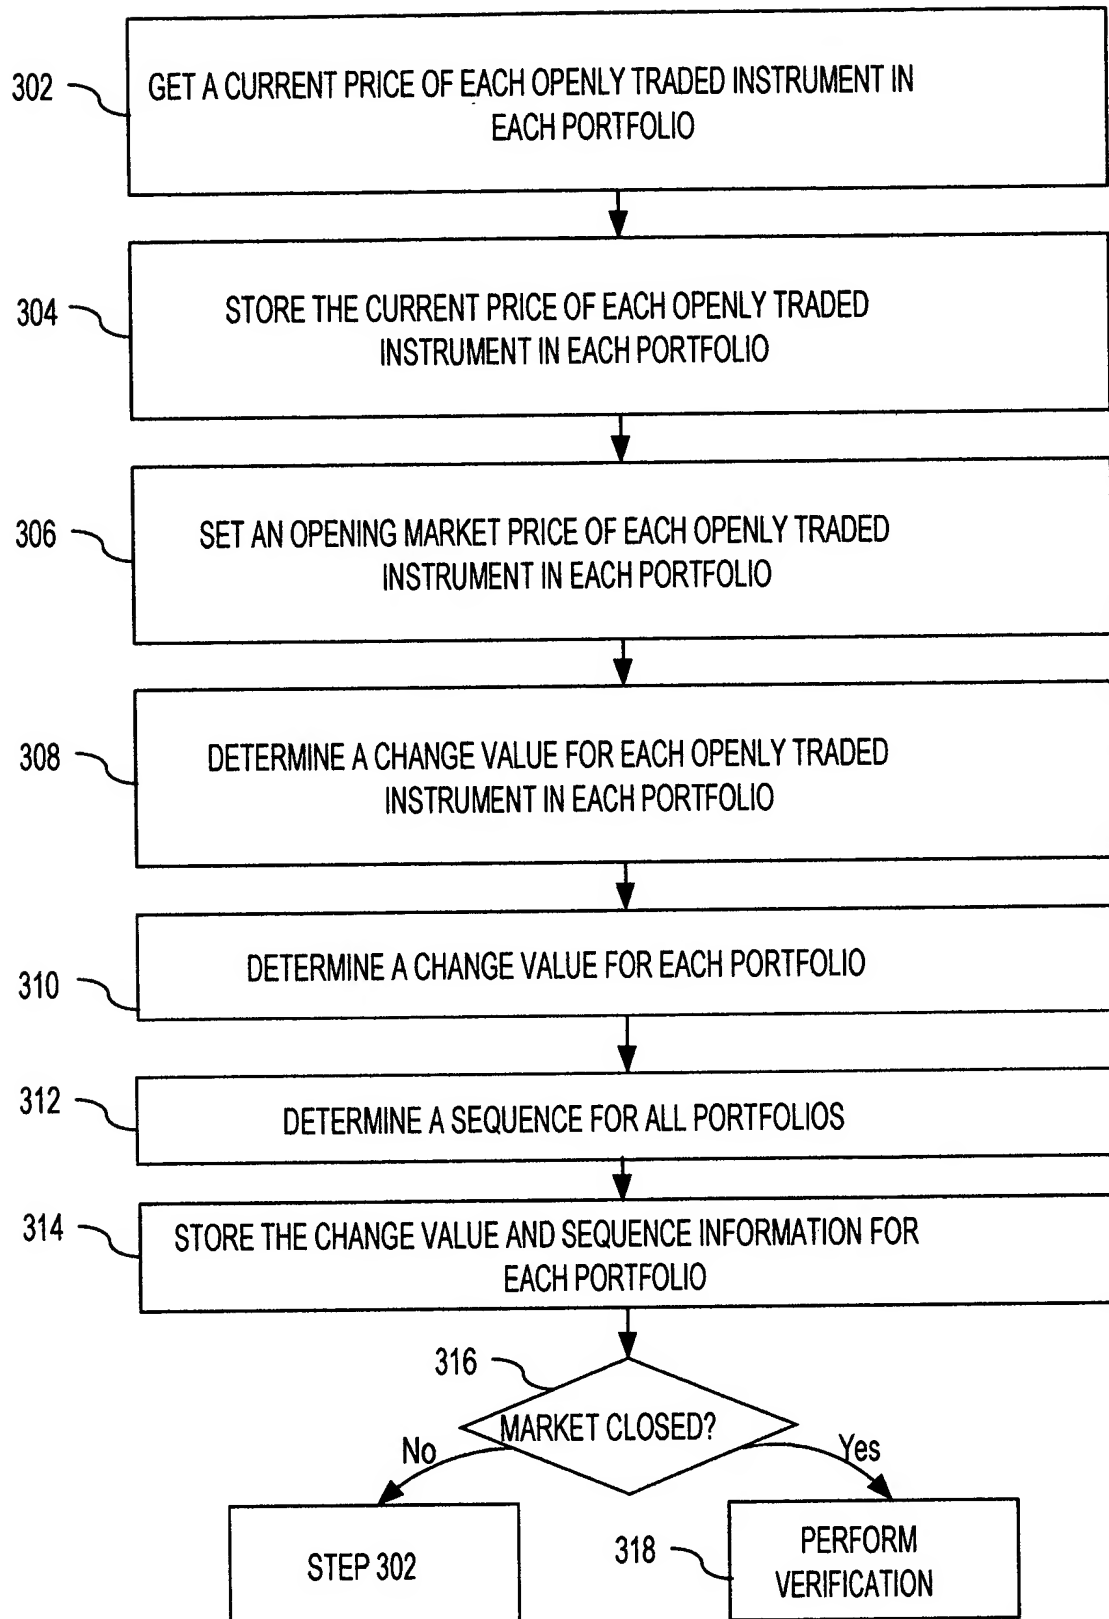 302
GET A CURRENT PRICE OF EACH OPENLY TRADED INSTRUMENT IN
EACH PORTFOLIO
304
STORE THE CURRENT PRICE OF EACH OPENLY TRADED
INSTRUMENT IN EACH PORTFOLIO
306
SET AN OPENING MARKET PRICE OF EACH OPENLY TRADED
INSTRUMENT IN EACH PORTFOLIO
308
DETERMINE A CHANGE VALUE FOR EACH OPENLY TRADED
INSTRUMENT IN EACH PORTFOLIO
310
DETERMINE A CHANGE VALUE FOR EACH PORTFOLIO
312
DETERMINE A SEQUENCE FOR ALL PORTFOLIOS
314
STORE THE CHANGE VALUE AND SEQUENCE INFORMATION FOR
EACH PORTFOLIO
316
MARKET CLOSED?
No
Yes
STEP 302
318
PERFORM
VERIFICATION